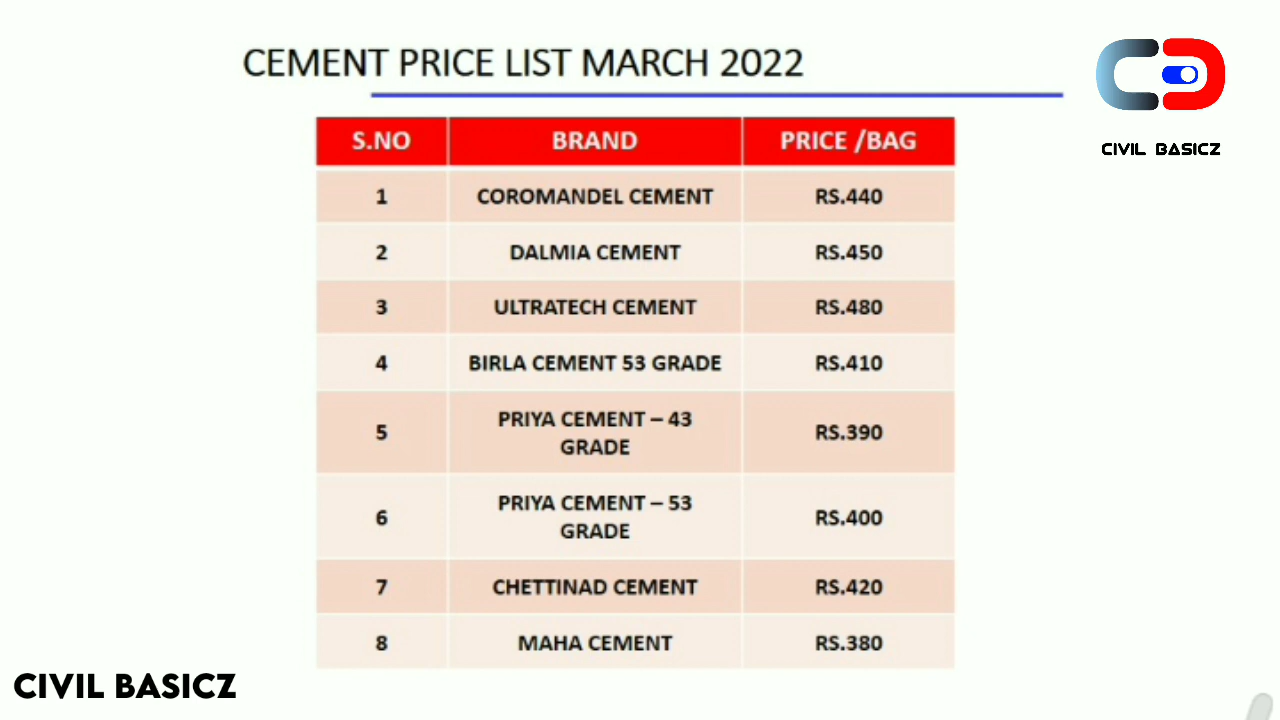 CEMENT PRICE LIST MARCH 2022
CIVIL BASICZ
S.NO BRAND PRICE /BAG
1 COROMANDEL CEMENT RS.440
2 DALMIA CEMENT RS.450
3 ULTRATECH CEMENT RS.480
4 BIRLA CEMENT 53 GRADE RS.410
5 PRIYA CEMENT – 43 
GRADE RS.390
6 PRIYA CEMENT – 53 
GRADE RS.400
7 CHETTINAD CEMENT RS.420
8 MAHA CEMENT RS.380
CIVIL BASICZ